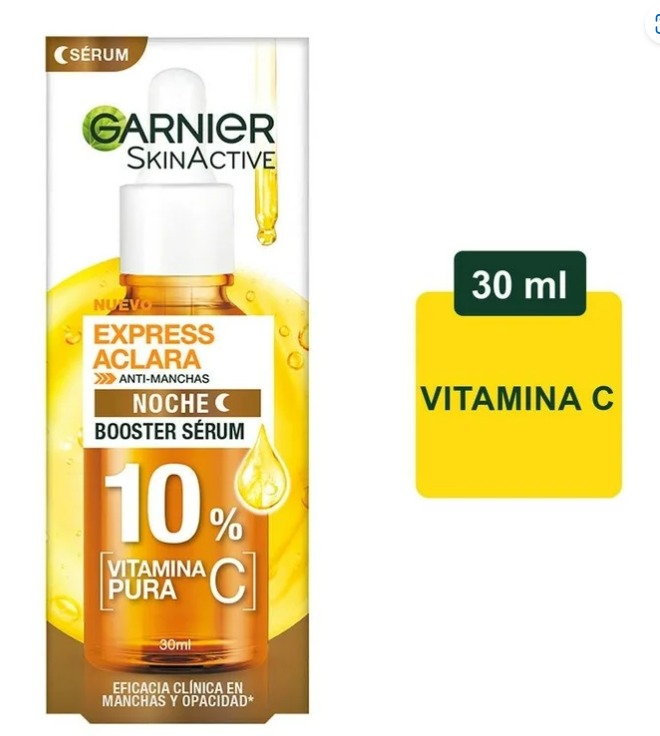 SÉRUM
GARNIER
SKINACTIVE
NUEVO
EXPRESS
ACLARA
ANTI-MANCHAS
NOCHE
BOOSTER SÉRUM
10%
VITAMINA C
PURA
30ml
EFICACIA CLÍNICA EN
MANCHAS Y OPACIDAD*
30 ml
VITAMINA C